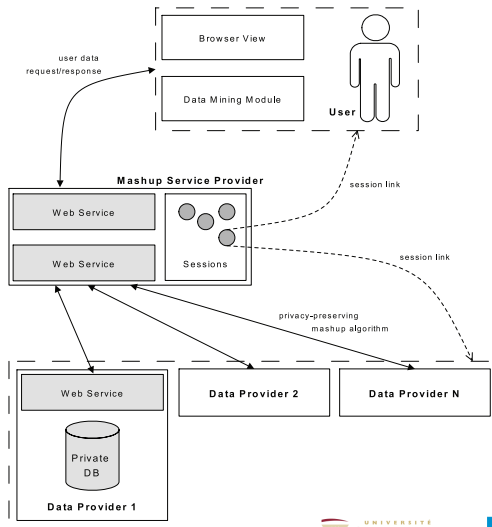 Browser View
user data
request/response
Data Mining Module
User
session link
Mashup Service Provider
Web Service
Web Service
Sessions
session link
privacy-preserving
mashup algorithm
Web Service
Data Provider 2
Data Provider N
Private
DB
Data Provider 1
UNIVERSITÉ